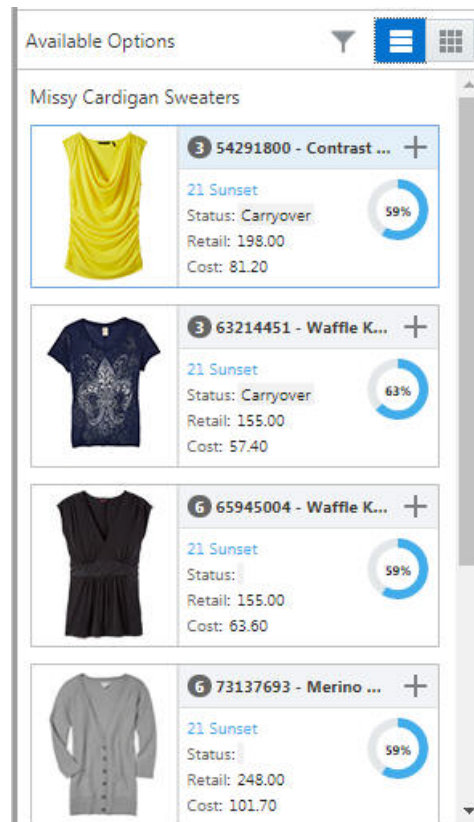 Available Options
Missy Cardigan Sweaters
3 54291800 - Contrast ...
21 Sunset
Status: Carryover
59%
Retail: 198.00
Cost: 81.20
3 63214451 - Waffle K...
21 Sunset
Status: Carryover
63%
Retail: 155.00
Cost: 57.40
6 65945004 - Waffle K...
21 Sunset
Status:
59%
Retail: 155.00
Cost: 63.60
6 73137693 - Merino ...
21 Sunset
Status:
59%
Retail: 248.00
Cost: 101.70